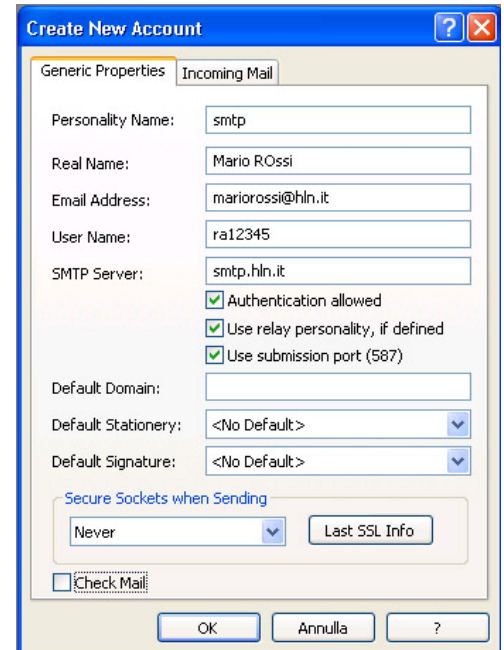 Create New Account
?
Generic Properties Incoming Mail
Personality Name: smtp
Real Name: Mario ROssi
Email Address: mariorossi@hln.it
User Name: ra12345
SMTP Server: smtp.hln.it
Authentication allowed
Use relay personality, if defined
Use submission port (587)
Default Domain:
Default Stationery: <No Default>
Default Signature: <No Default>
Secure Sockets when Sending
Never Last SSL Info
Check Mail
OK Annulla ?